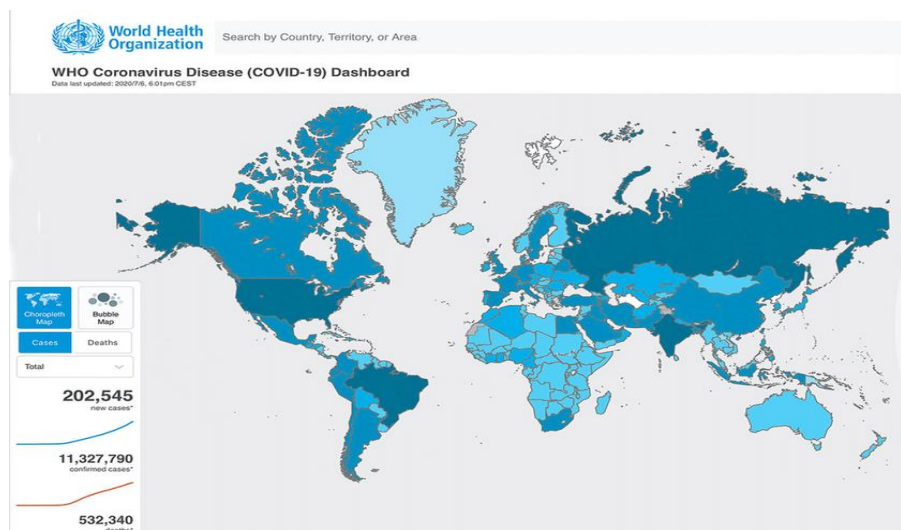 World Health
Organization
Search by Country, Territory, or Area
WHO Coronavirus Disease (COVID-19) Dashboard
Data last updated: 2020/7/6, 6:01pm CEST
Choropleth
Map
Bubble
Map
Cases
Deaths
Total
202,545
new cases*
11,327,790
confirmed cases*
532,340
deaths*